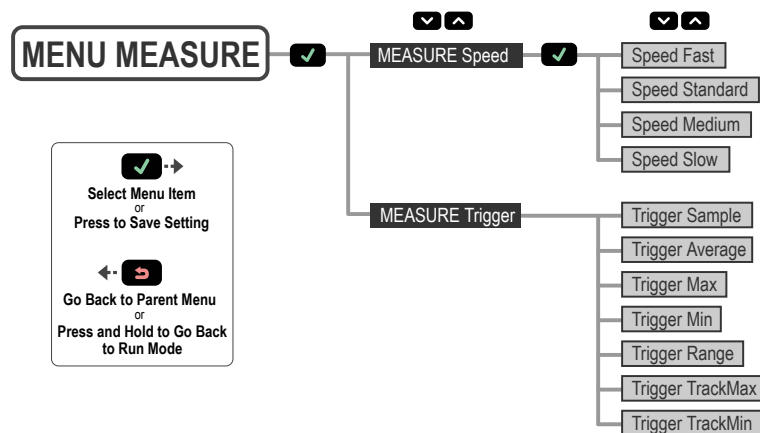 MENU MEASURE
MEASURE Speed
Speed Fast
Speed Standard
Speed Medium
Speed Slow
Select Menu Item
or
Press to Save Setting
Go Back to Parent Menu
or
Press and Hold to Go Back
to Run Mode
MEASURE Trigger
Trigger Sample
Trigger Average
Trigger Max
Trigger Min
Trigger Range
Trigger TrackMax
Trigger TrackMin